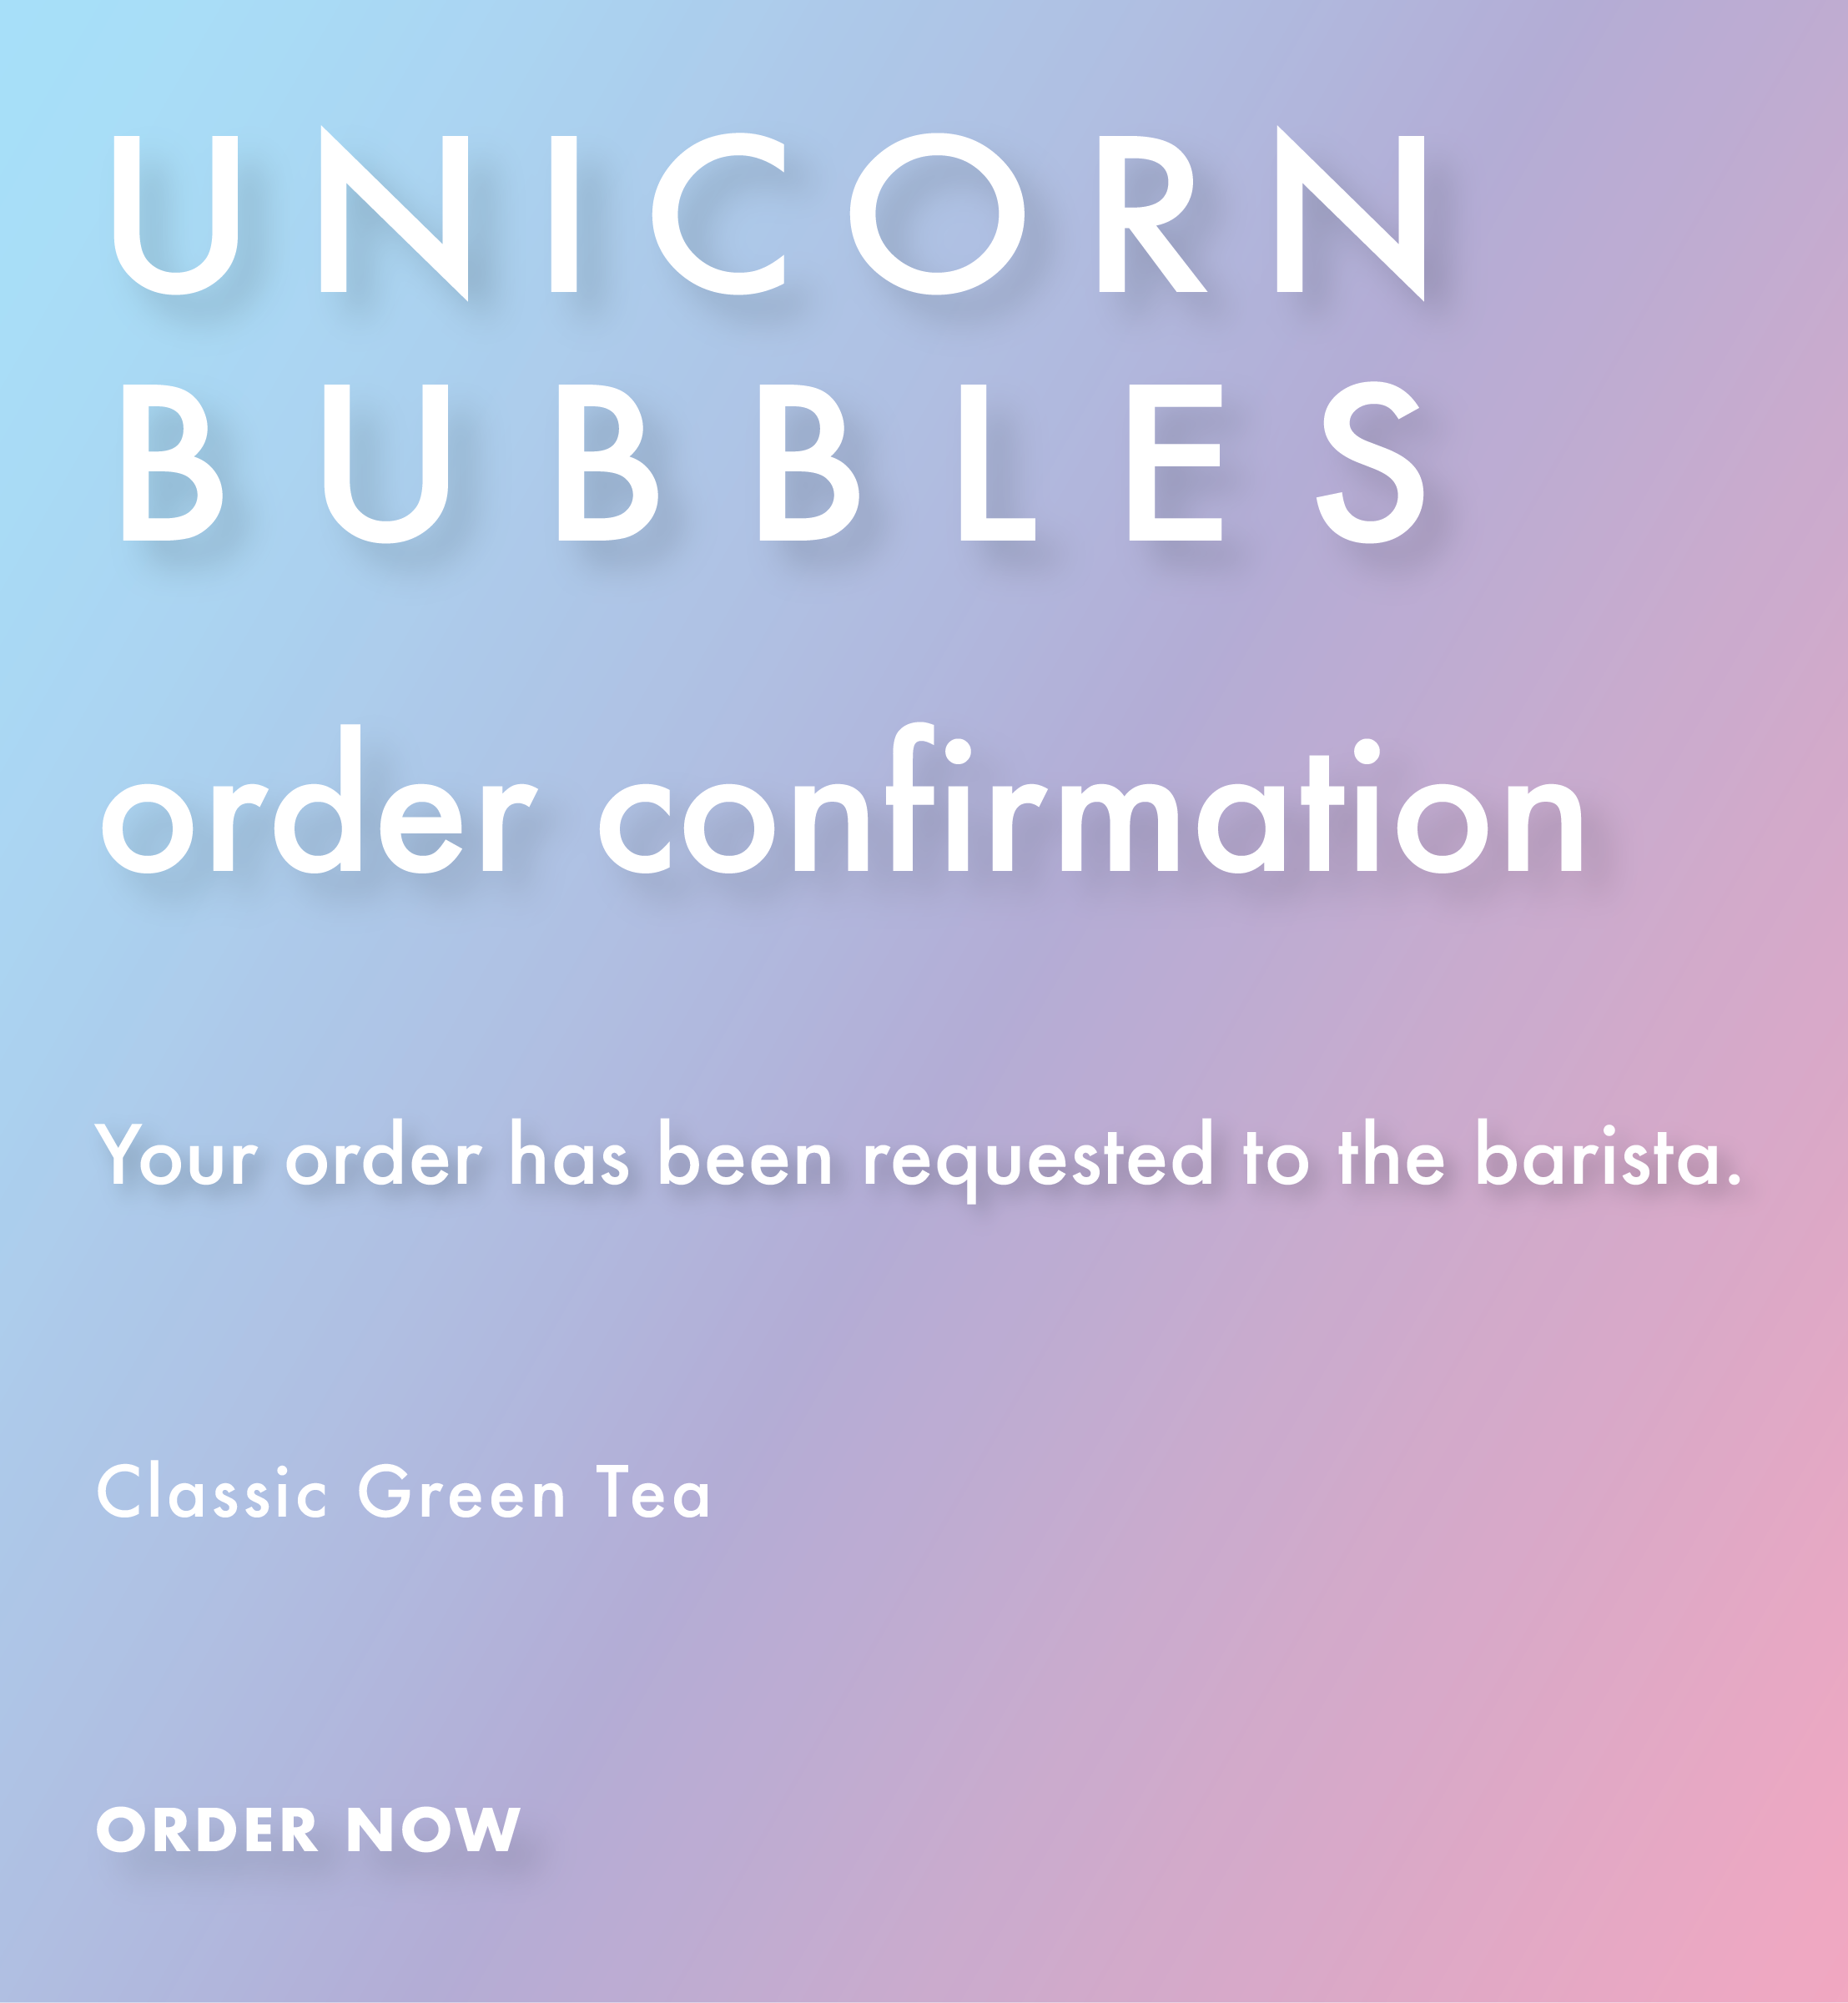 UNICORN
BUBBLES
order confirmation
Your order has been requested to the barista.
Classic Green Tea
ORDER NOW